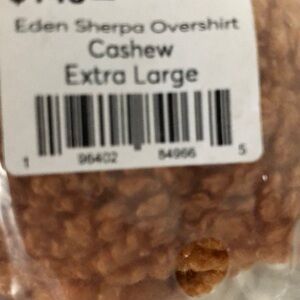 Eden Sherpa Overshirt
Cashew
Extra Large
1 96402 84966 5